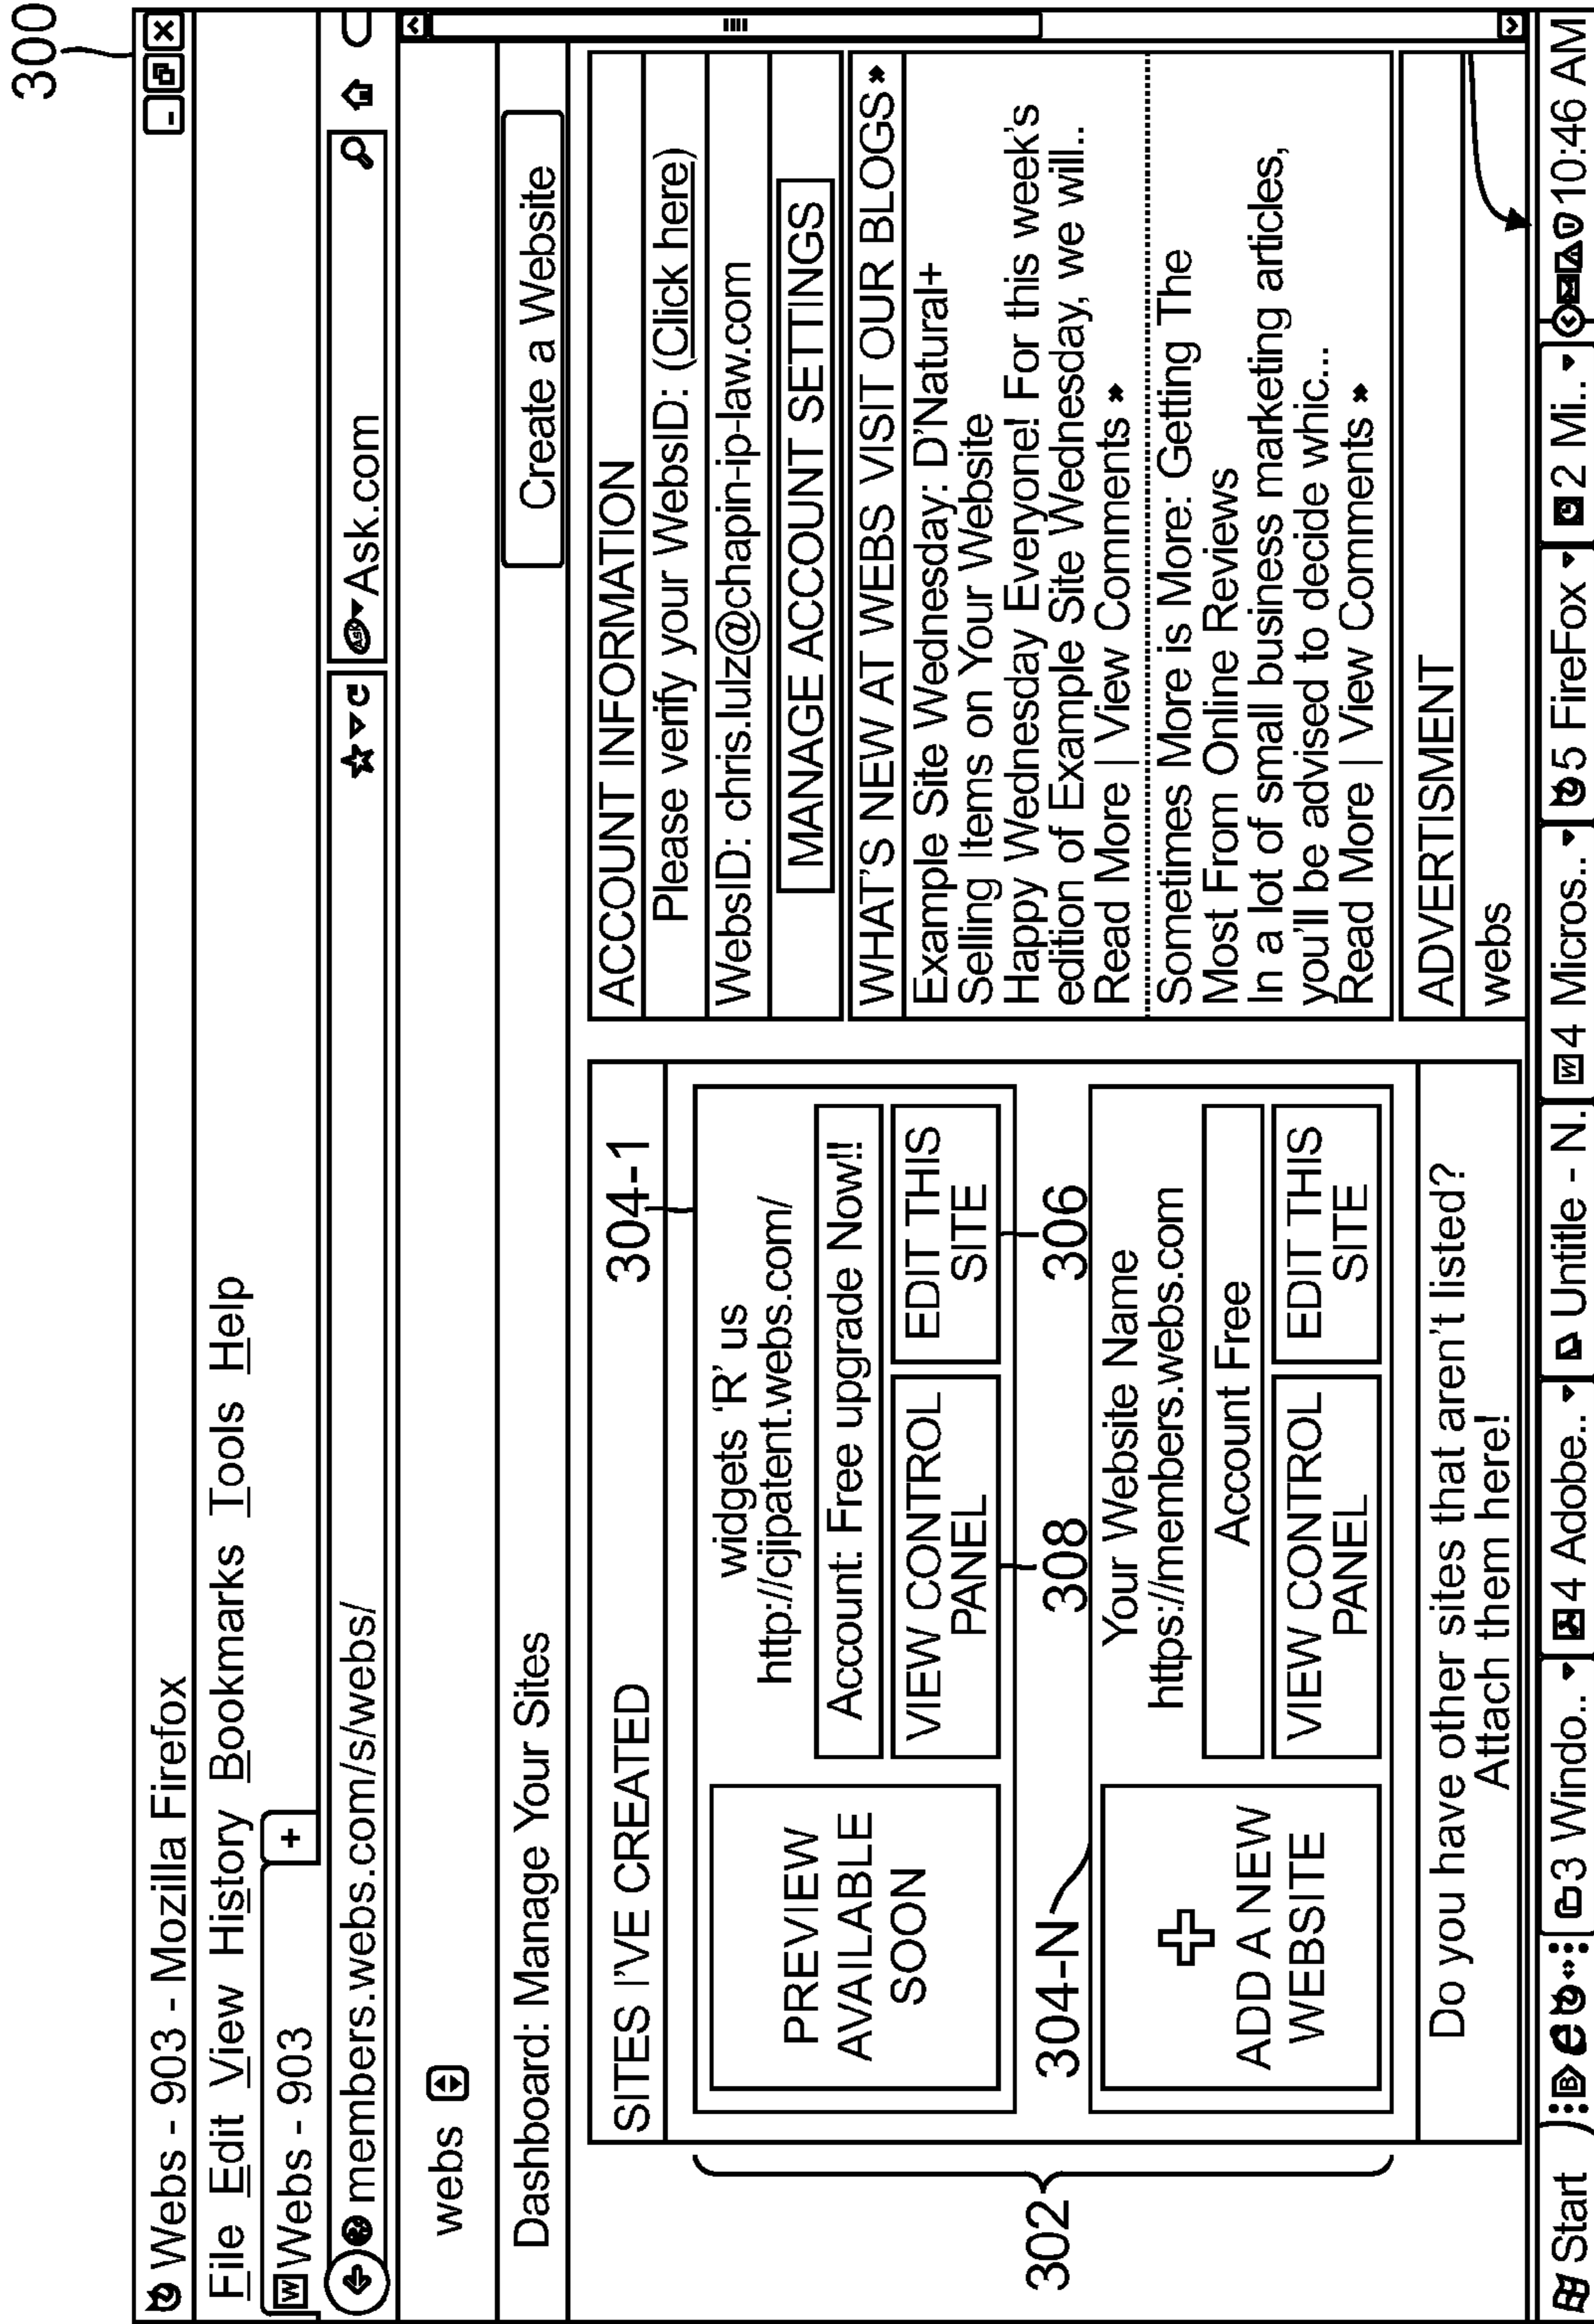 300
Webs - 903 - Mozilla Firefox
File Edit View History Bookmarks Tools Help
W Webs - 903 +
members.webs.com/s/webs/
Ask Ask.com
webs
Dashboard: Manage Your Sites
Create a Website
SITES I'VE CREATED
304-1
302
PREVIEW
AVAILABLE
SOON
widgets 'R' us
http://cjipatent.webs.com/
Account: Free upgrade Now!!
VIEW CONTROL
PANEL
EDIT THIS
SITE
304-N
308
306
ADD A NEW
WEBSITE
Your Website Name
https://members.webs.com
Account Free
VIEW CONTROL
PANEL
EDIT THIS
SITE
Do you have other sites that aren't listed?
Attach them here!
ACCOUNT INFORMATION
Please verify your WebsID: (Click here)
WebsID: chris.lulz@chapin-ip-law.com
MANAGE ACCOUNT SETTINGS
WHAT'S NEW AT WEBS VISIT OUR BLOGS »
Example Site Wednesday: D'Natural+
Selling Items on Your Website
Happy Wednesday Everyone! For this week's
edition of Example Site Wednesday, we will..
Read More | View Comments »
Sometimes More is More: Getting The
Most From Online Reviews
In a lot of small business marketing articles,
you'll be advised to decide whic...
Read More | View Comments »
ADVERTISMENT
webs
Start
3 Windo..
4 Adobe..
Untitle - N.
W 4 Micros..
5 FireFox
2 Mi..
10:46 AM